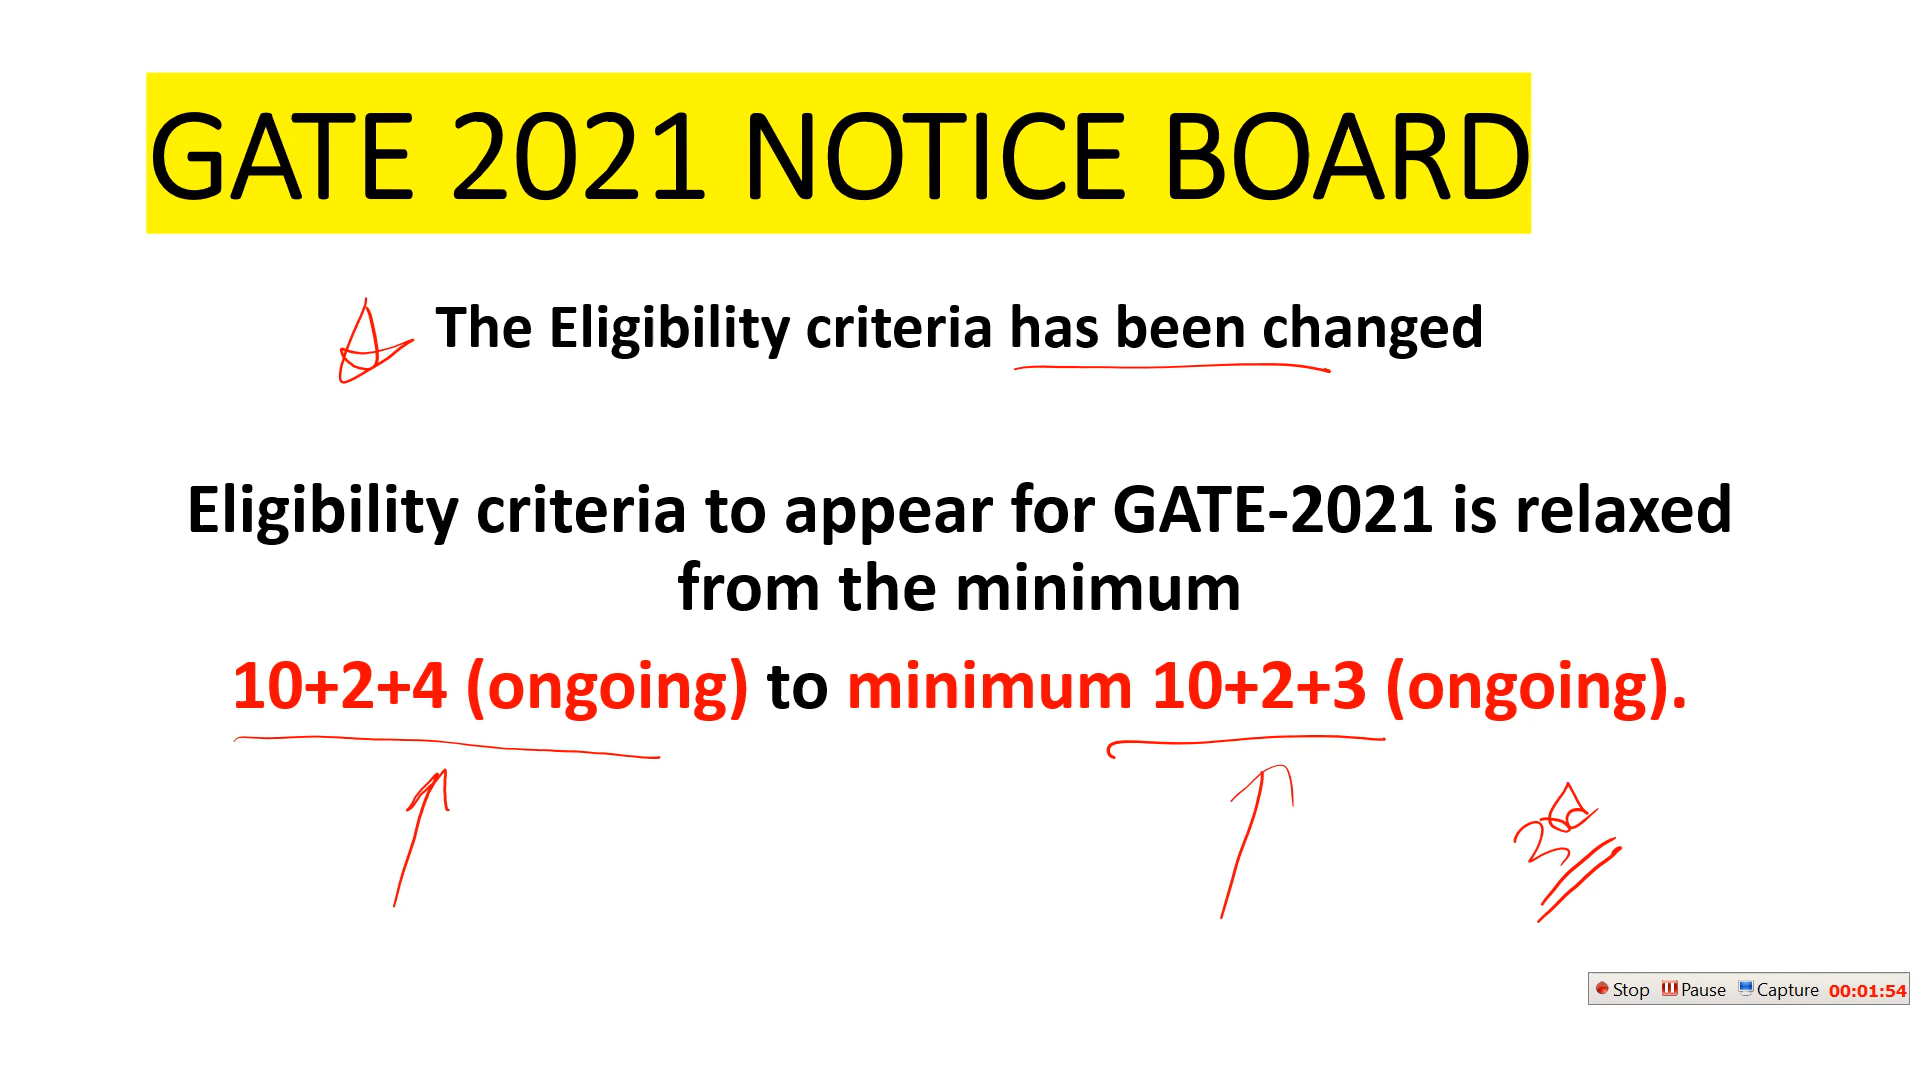 GATE 2021 NOTICE BOARD
The Eligibility criteria has been changed
Eligibility criteria to appear for GATE-2021 is relaxed
from the minimum
10+2+4 (ongoing) to minimum 10+2+3 (ongoing).
Stop Pause Capture 00:01:54